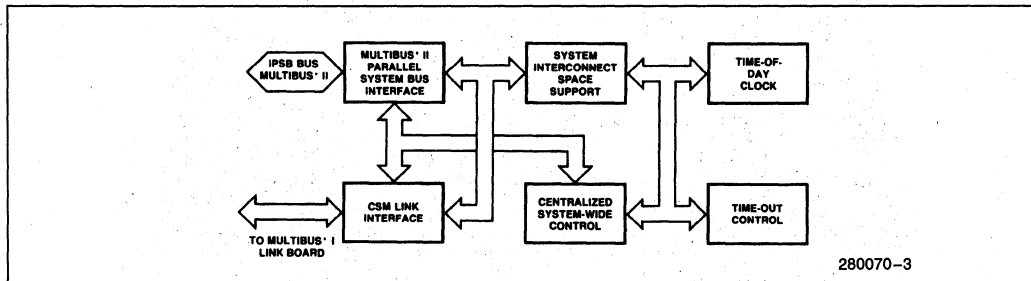 iPSB BUS
MULTIBUS* II
MULTIBUS* II
PARALLEL
SYSTEM BUS
INTERFACE
SYSTEM
INTERCONNECT
SPACE
SUPPORT
TIME-OF-
DAY
CLOCK
CSM LINK
INTERFACE
CENTRALIZED
SYSTEM-WIDE
CONTROL
TIME-OUT
CONTROL
TO MULTIBUS* I
LINK BOARD
280070-3